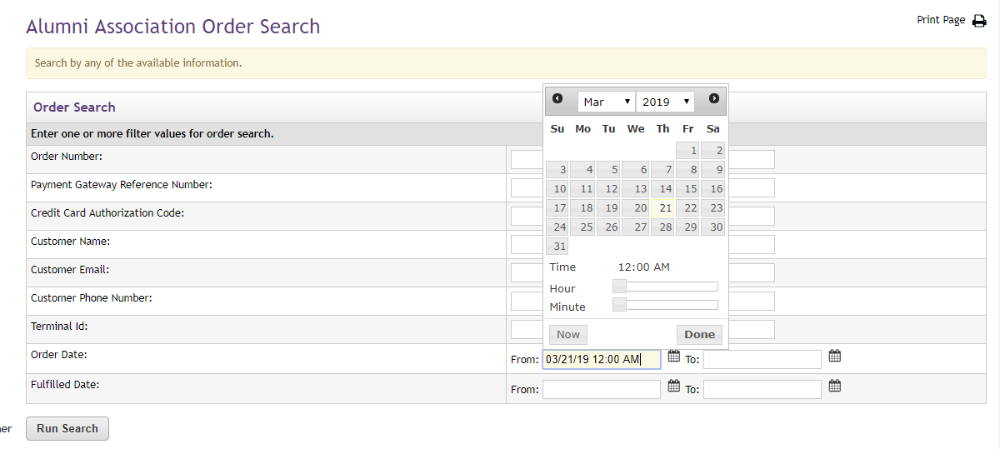 Alumni Association Order Search
Print Page
Search by any of the available information.
Order Search
Enter one or more filter values for order search.
Order Number:
Payment Gateway Reference Number:
Credit Card Authorization Code:
Customer Name:
Customer Email:
Customer Phone Number:
Terminal Id:
Mar 2019
Su Mo Tu We Th Fr Sa
1 2
3 4 5 6 7 8 9
10 11 12 13 14 15 16
17 18 19 20 21 22 23
24 25 26 27 28 29 30
31
Time 12:00 AM
Hour
Minute
Now Done
Order Date: From: 03/21/19 12:00 AM To:
Fulfilled Date: From: To:
er Run Search